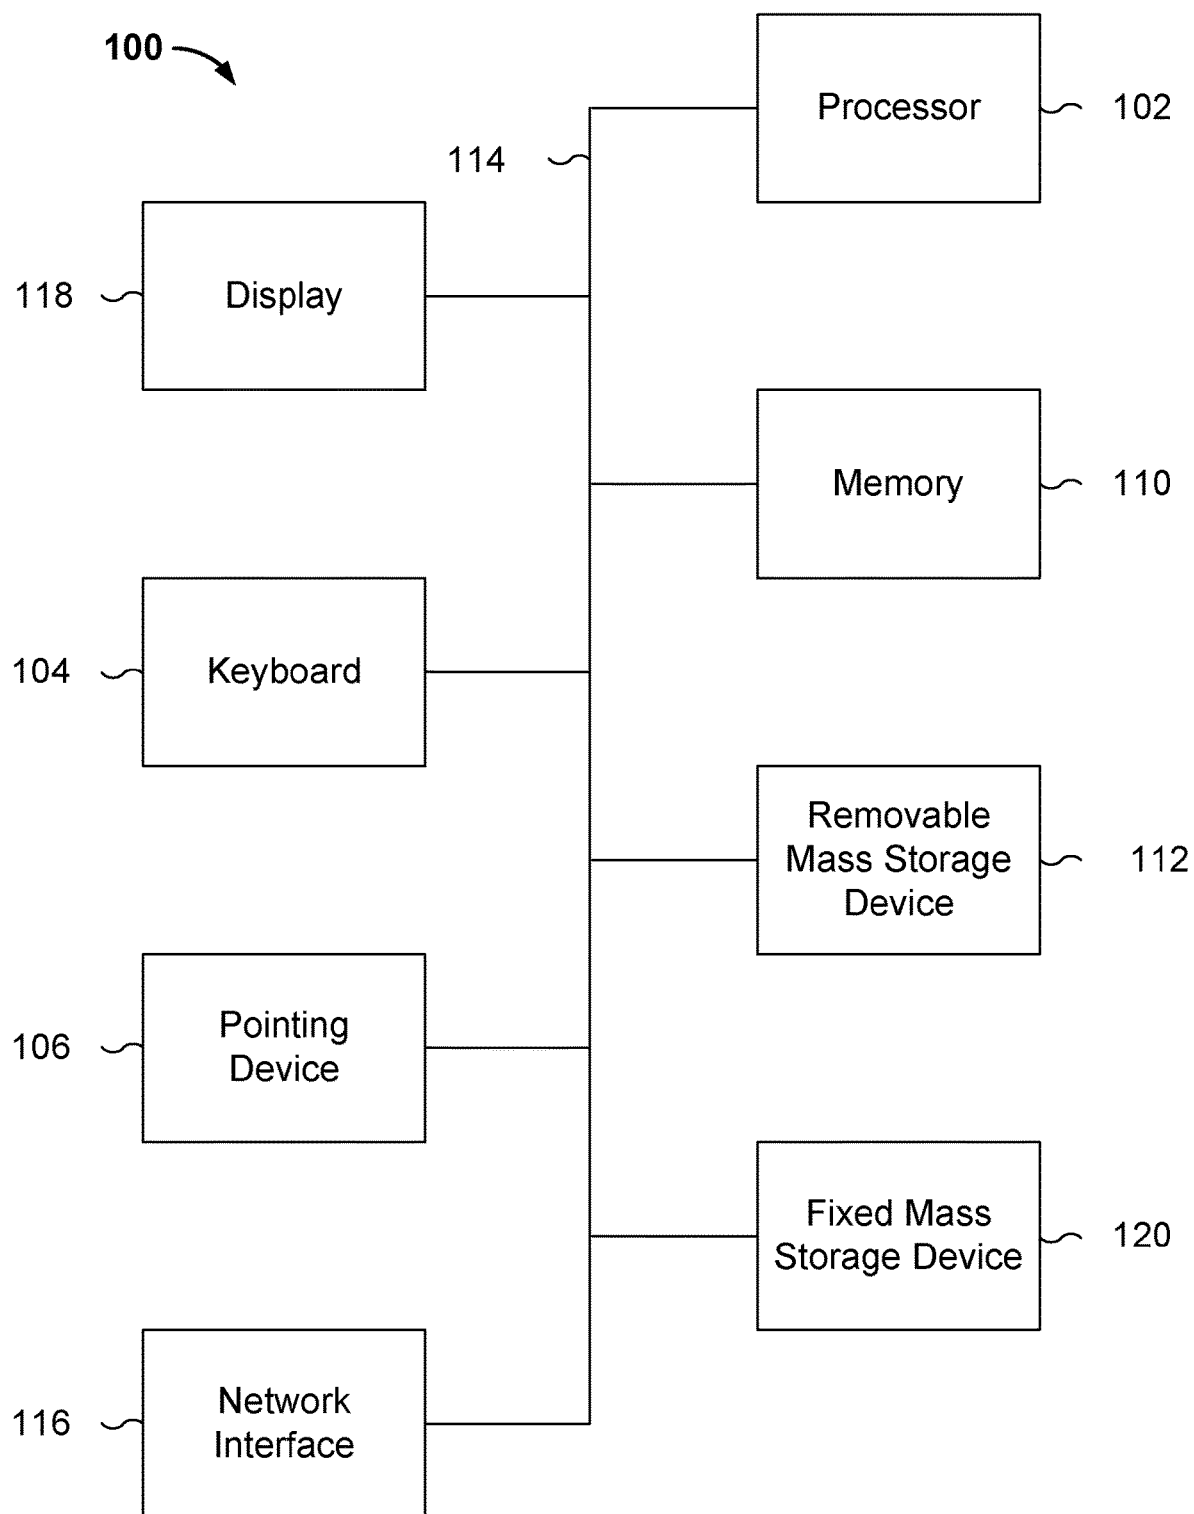 100
Processor
102
114
118
Display
Memory
110
104
Keyboard
Removable
Mass Storage
Device
112
106
Pointing
Device
Fixed Mass
Storage Device
120
116
Network
Interface